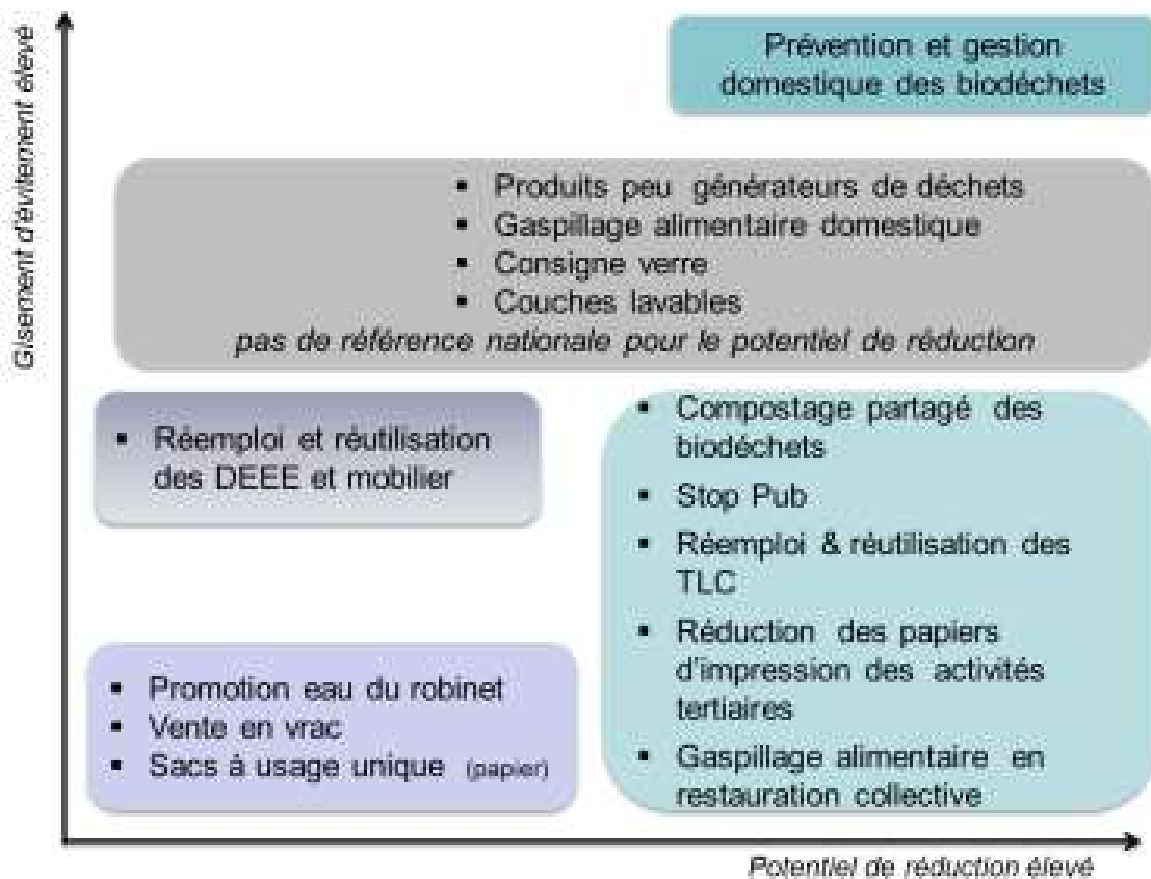 Gisement d'évitement élevé
Prévention et gestion
domestique des biodéchets
▪ Produits peu générateurs de déchets
▪ Gaspillage alimentaire domestique
▪ Consigne verre
▪ Couches lavables
pas de référence nationale pour le potentiel de réduction
▪ Réemploi et réutilisation
des DEEE et mobilier
▪ Promotion eau du robinet
▪ Vente en vrac
▪ Sacs à usage unique (papier)
▪ Compostage partagé des
biodéchets
▪ Stop Pub
▪ Réemploi & réutilisation des
TLC
▪ Réduction des papiers
d'impression des activités
tertiaires
▪ Gaspillage alimentaire en
restauration collective
Potentiel de réduction élevé